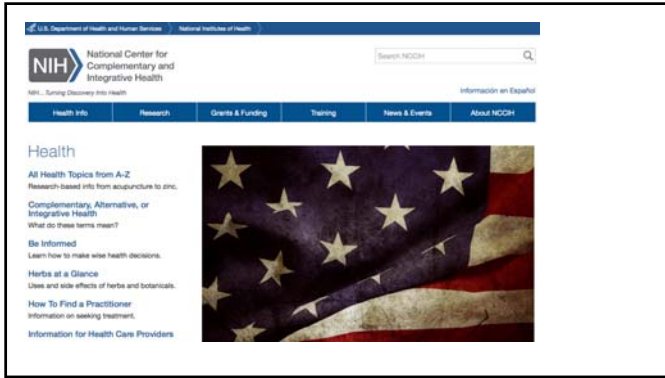 U.S. Department of Health and Human Services National Institutes of Health
NIH National Center for
Complementary and
Integrative Health
NIH... Turning Discovery Into Health
Search NCCIH
Información en Español
Health Info Research Grants & Funding Training News & Events About NCCIH
Health
All Health Topics from A-Z
Research-based info from acupuncture to zinc.
Complementary, Alternative, or
Integrative Health
What do these terms mean?
Be Informed
Learn how to make wise health decisions.
Herbs at a Glance
Uses and side effects of herbs and botanicals.
How To Find a Practitioner
Information on seeking treatment.
Information for Health Care Providers